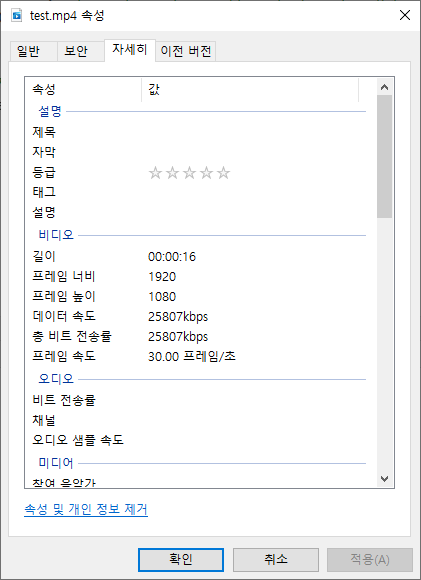 test.mp4 속성
일반 보안 자세히 이전 버전
속성 값
설명
제목
자막
등급 ☆☆☆☆☆
태그
설명
비디오
길이 00:00:16
프레임 너비 1920
프레임 높이 1080
데이터 속도 25807kbps
총 비트 전송률 25807kbps
프레임 속도 30.00 프레임/초
오디오
비트 전송률
채널
오디오 샘플 속도
미디어
참여 음악가
속성 및 개인 정보 제거
확인 취소 적용(A)